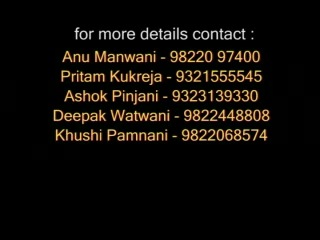 for more details contact :
Anu Manwani - 98220 97400
Pritam Kukreja - 9321555545
Ashok Pinjani - 9323139330
Deepak Watwani - 9822448808
Khushi Pamnani - 9822068574